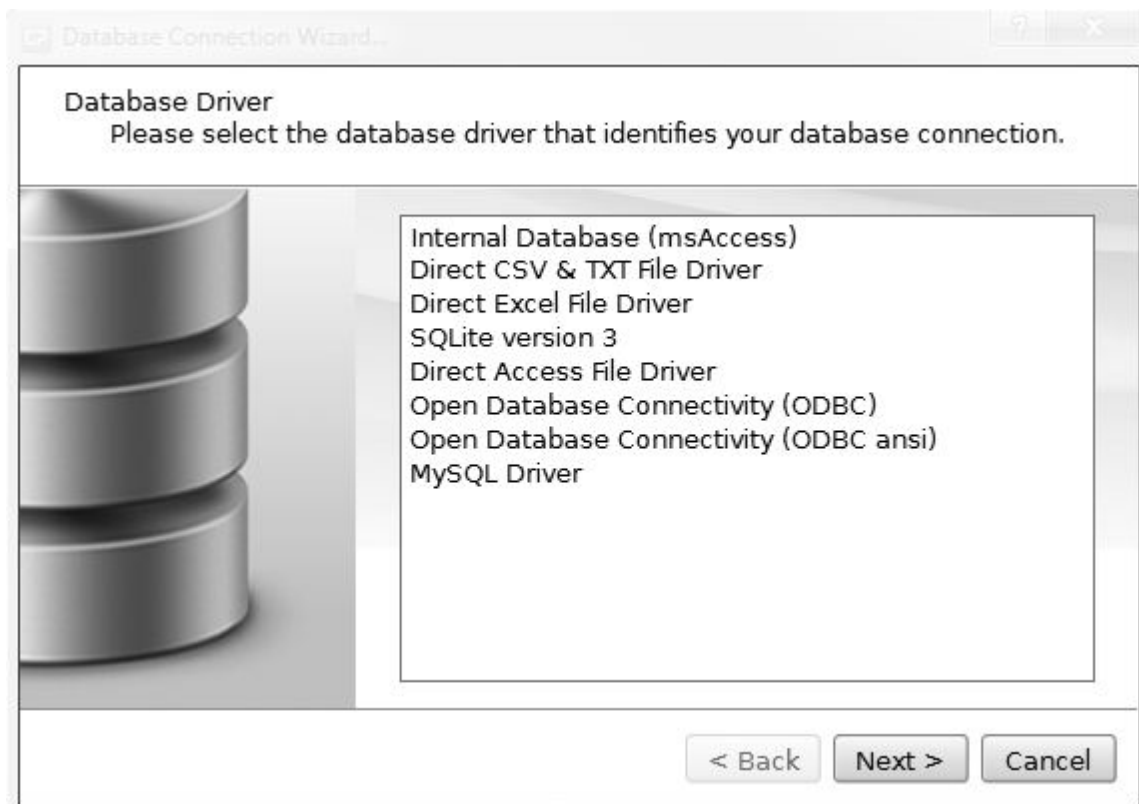 Database Connection Wizard...
Database Driver
Please select the database driver that identifies your database connection.
Internal Database (msAccess)
Direct CSV & TXT File Driver
Direct Excel File Driver
SQLite version 3
Direct Access File Driver
Open Database Connectivity (ODBC)
Open Database Connectivity (ODBC ansi)
MySQL Driver
< Back
Next >
Cancel